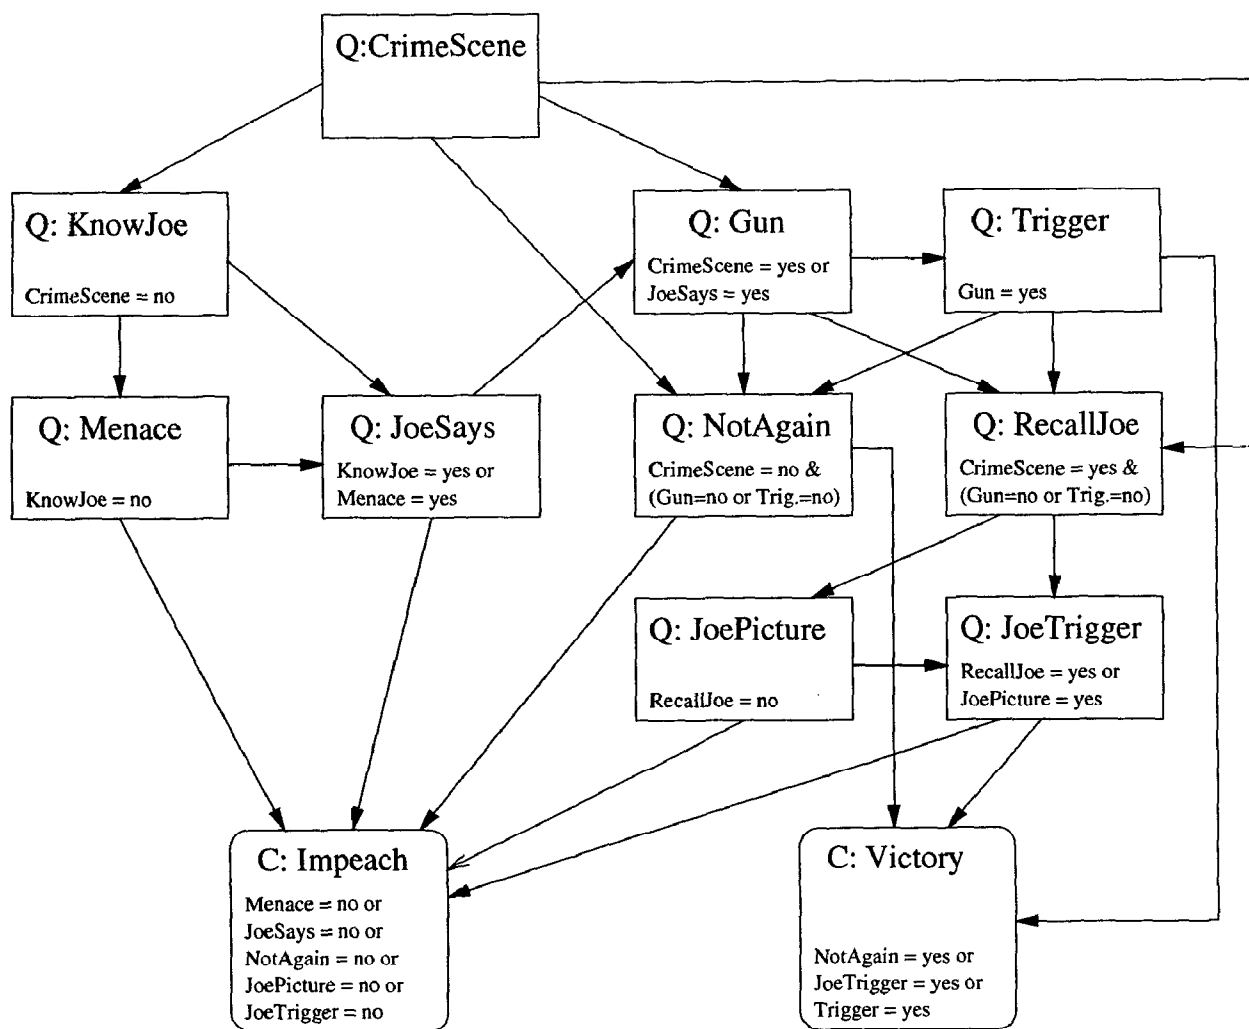 Q:CrimeScene
Q: KnowJoe
CrimeScene = no
Q: Gun
CrimeScene = yes or
JoeSays = yes
Q: Trigger
Gun = yes
Q: Menace
KnowJoe = no
Q: JoeSays
KnowJoe = yes or
Menace = yes
Q: NotAgain
CrimeScene = no &
(Gun=no or Trig.=no)
Q: RecallJoe
CrimeScene = yes &
(Gun=no or Trig.=no)
Q: JoePicture
RecallJoe = no
Q: JoeTrigger
RecallJoe = yes or
JoePicture = yes
C: Impeach
Menace = no or
JoeSays = no or
NotAgain = no or
JoePicture = no or
JoeTrigger = no
C: Victory
NotAgain = yes or
JoeTrigger = yes or
Trigger = yes